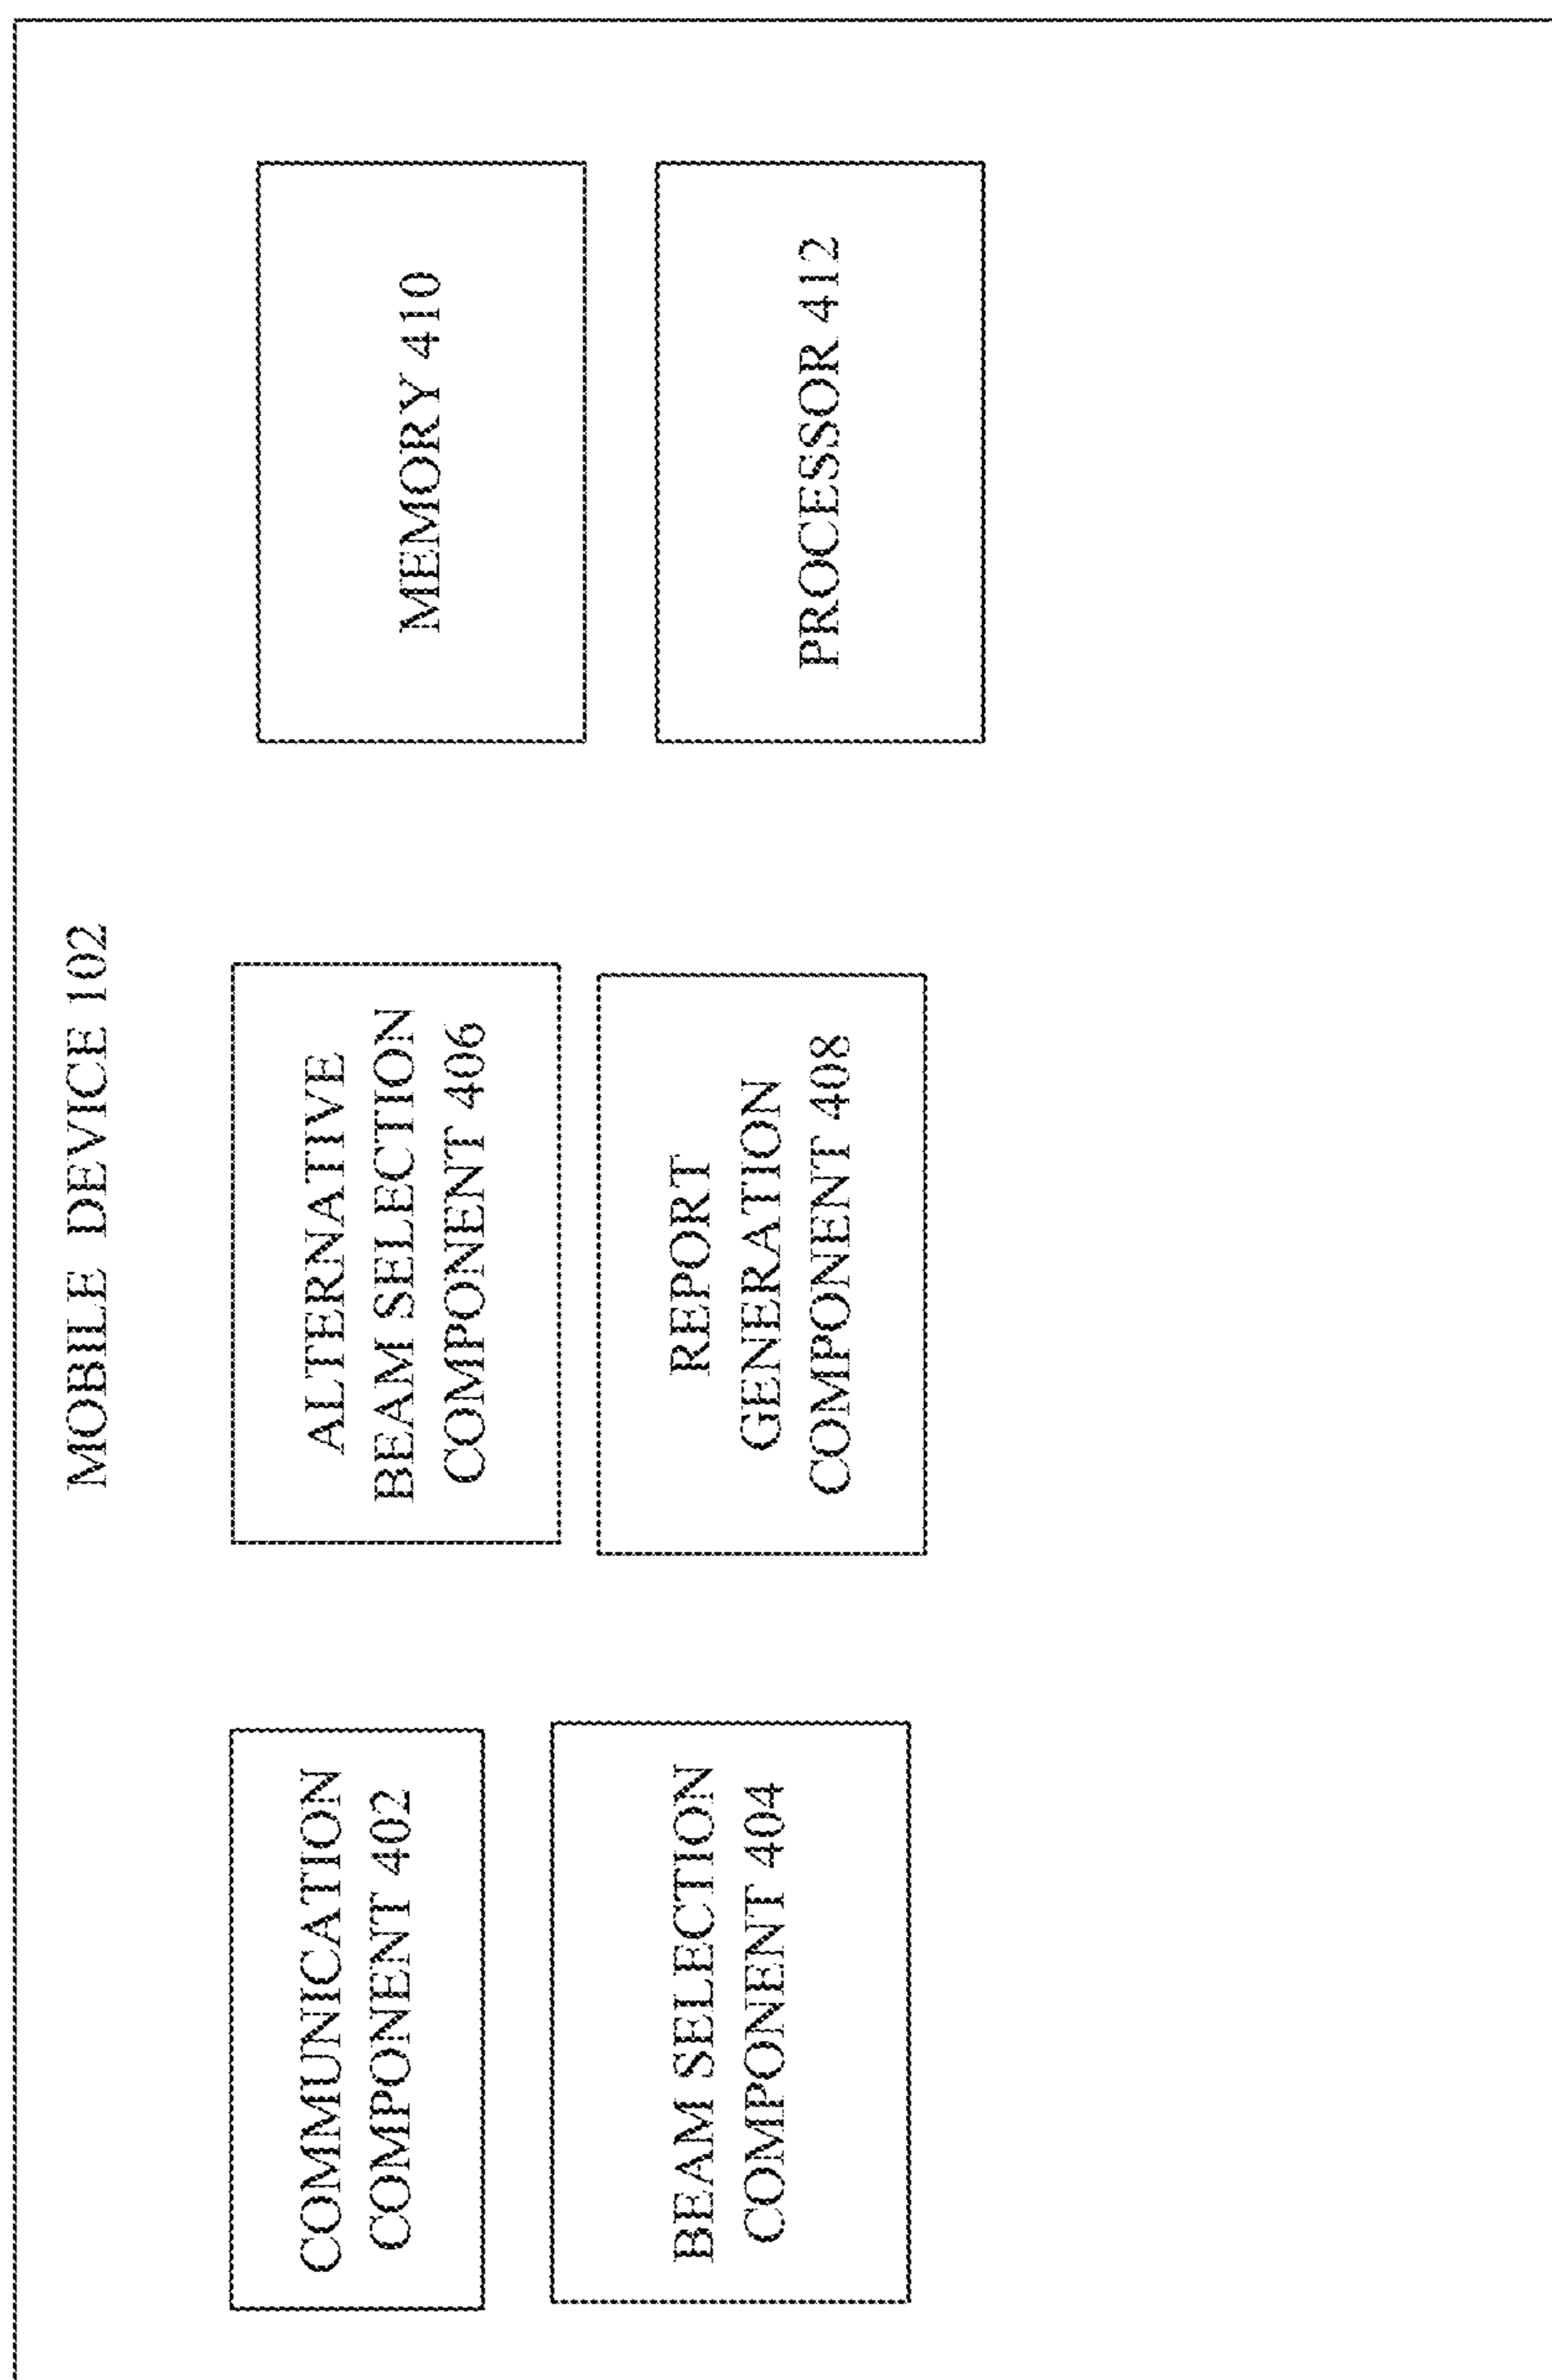 MOBILE DEVICE 102
COMMUNICATION
COMPONENT 402
BEAM SELECTION
COMPONENT 404
ALTERNATIVE
BEAM SELECTION
COMPONENT 406
REPORT
GENERATION
COMPONENT 408
MEMORY 410
PROCESSOR 412